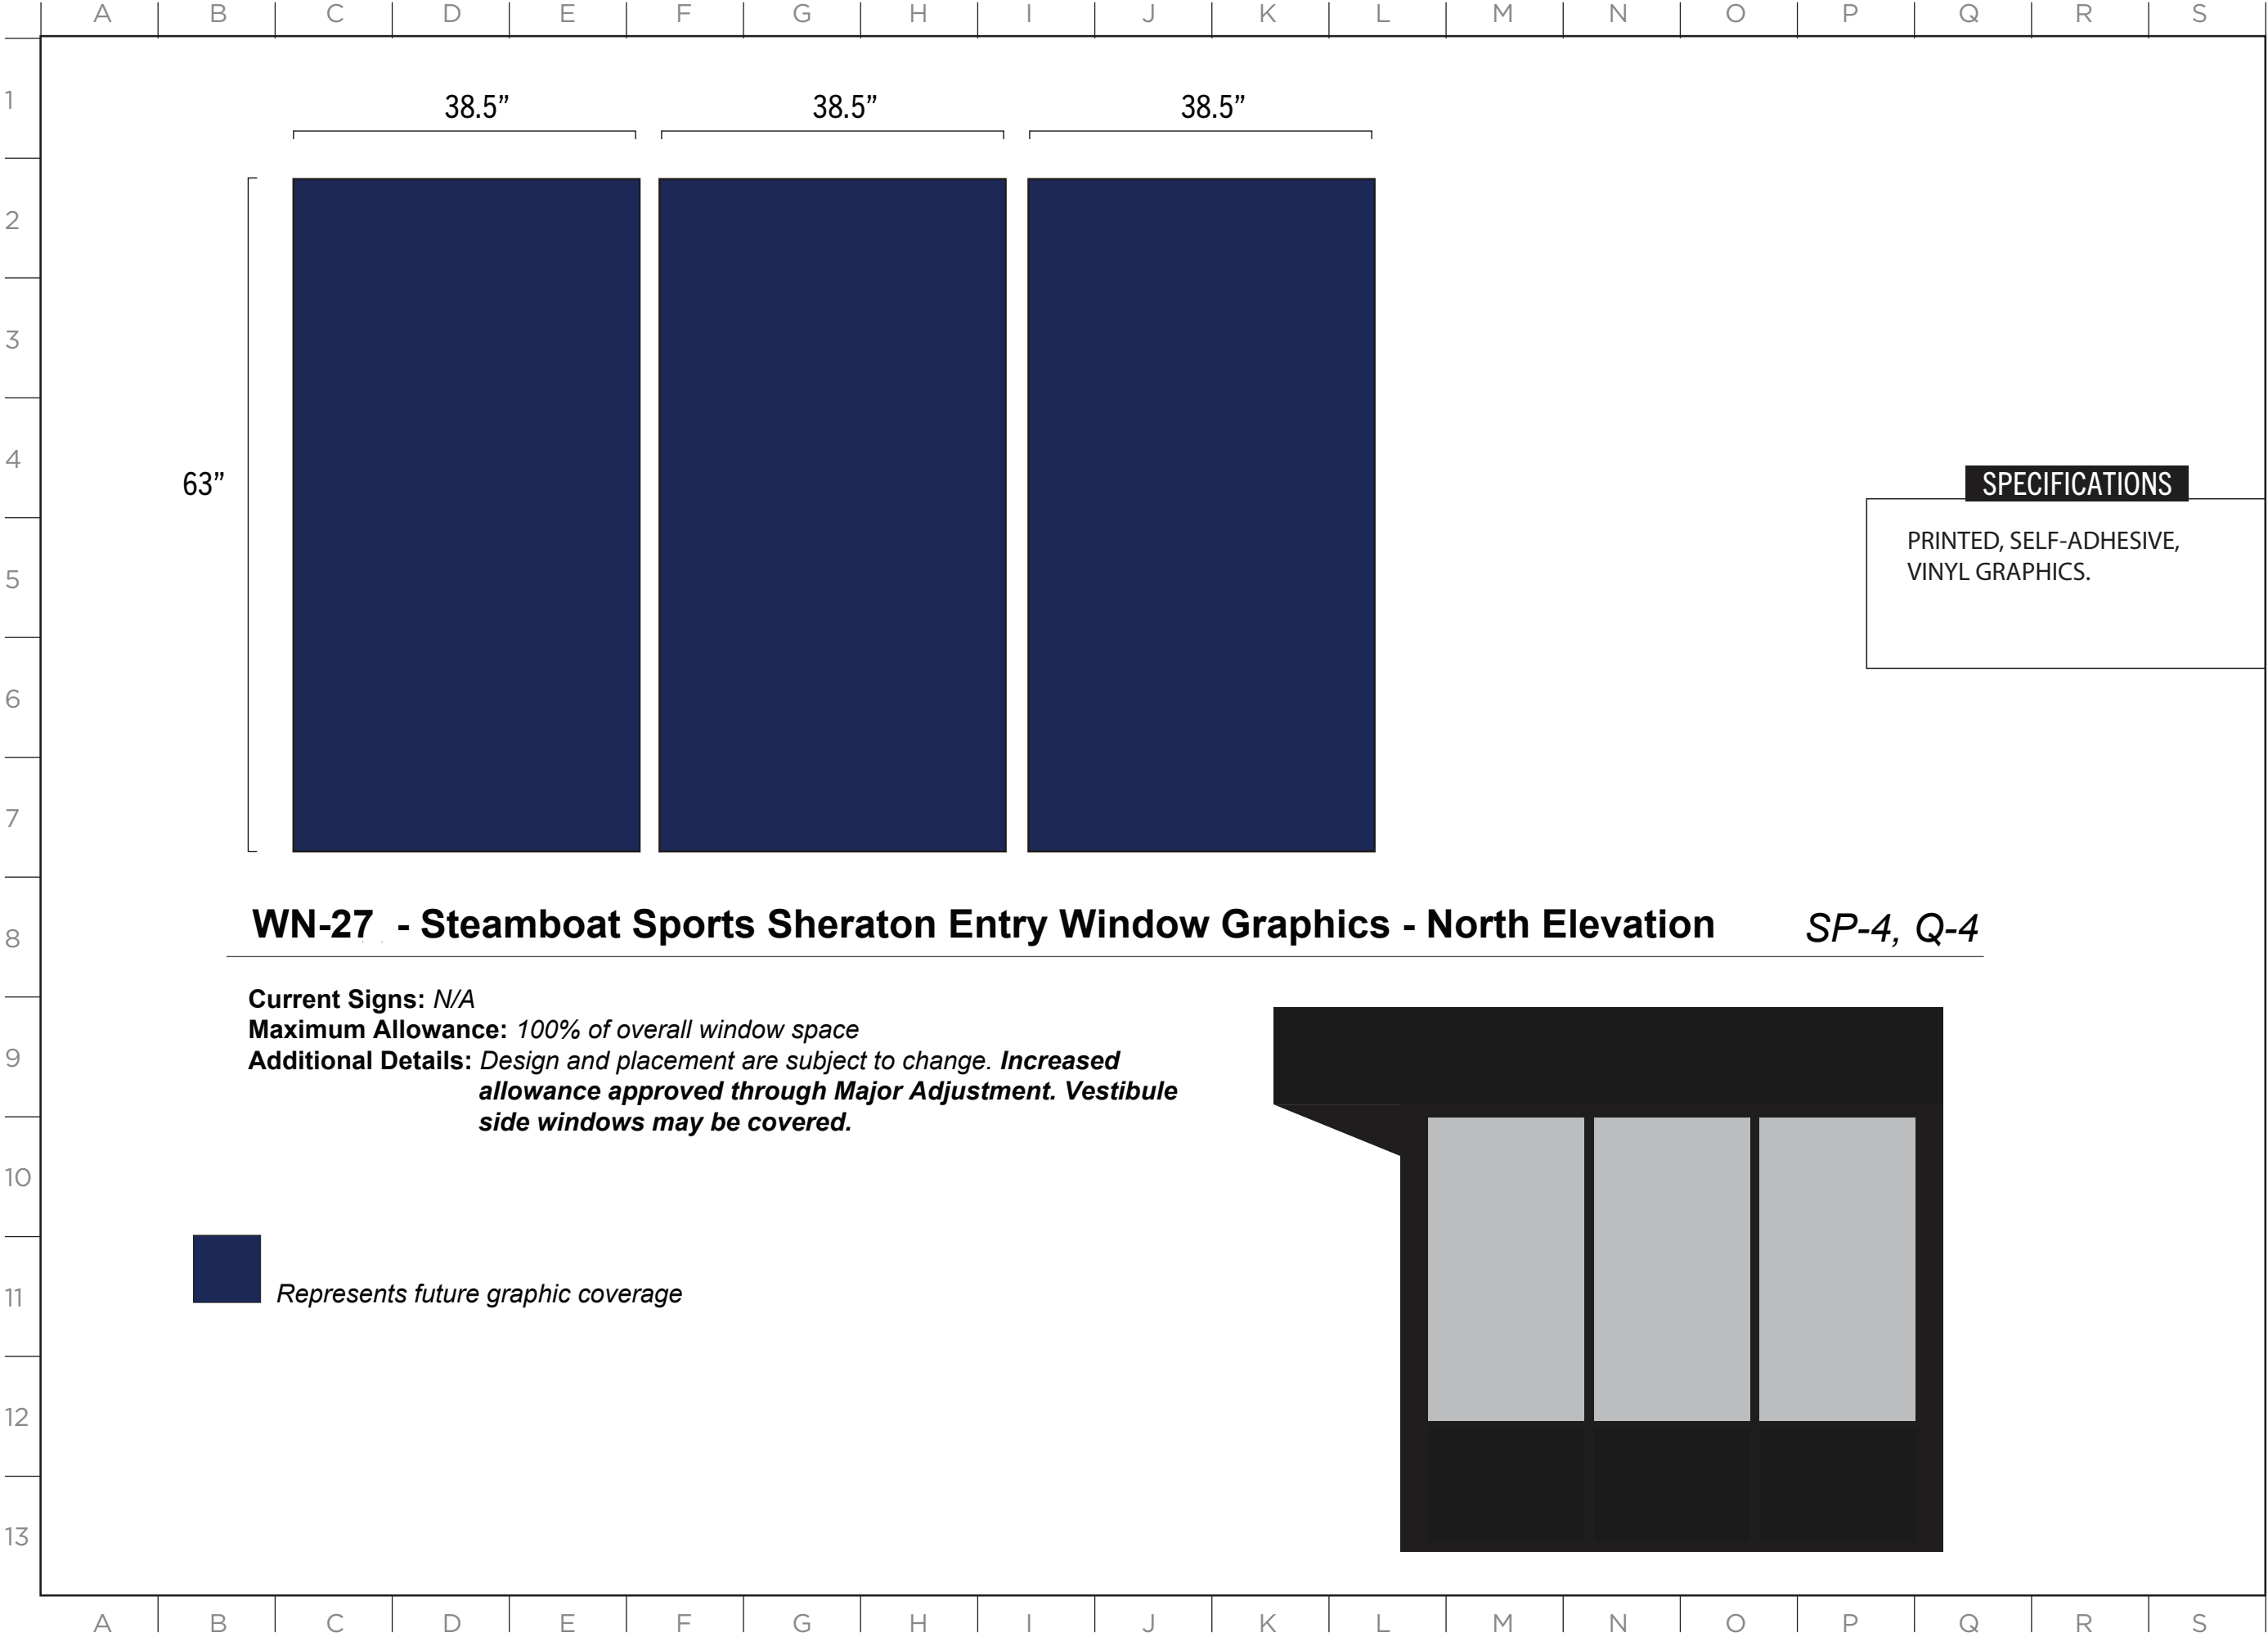 A B C D E F G H I J K L M N O P Q R S
1
38.5” 38.5” 38.5”
2
3
4
63”
SPECIFICATIONS
PRINTED, SELF-ADHESIVE,
VINYL GRAPHICS.
5
6
7
8
WN-27 - Steamboat Sports Sheraton Entry Window Graphics - North Elevation SP-4, Q-4
Current Signs: N/A
Maximum Allowance: 100% of overall window space
9
Additional Details: Design and placement are subject to change. Increased
allowance approved through Major Adjustment. Vestibule
side windows may be covered.
10
11
Represents future graphic coverage
12
13
A B C D E F G H I J K L M N O P Q R S